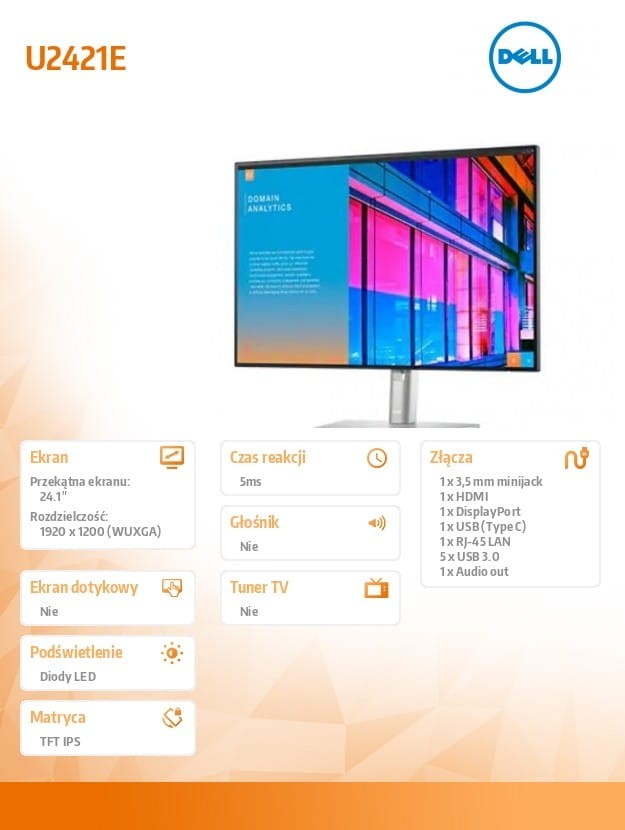 U2421E
DELL
DOMAIN
ANALYTICS
Ekran
Przekątna ekranu:
24.1"
Rozdzielczość:
1920 x 1200 (WUXGA)
Czas reakcji
5ms
Głośnik
Nie
Złącza
1 x 3,5 mm minijack
1 x HDMI
1 x DisplayPort
1 x USB (Type C)
1 x RJ-45 LAN
5 x USB 3.0
1 x Audio out
Ekran dotykowy
Nie
Tuner TV
Nie
Podświetlenie
Diody LED
Matryca
TFT IPS